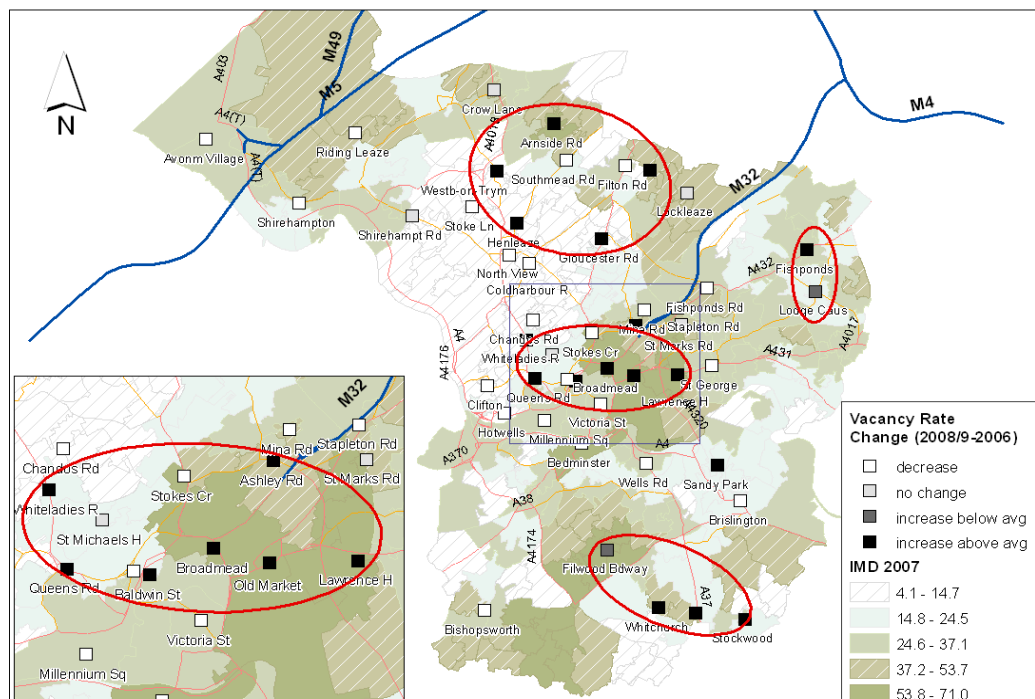 M49
A403
M5
M4
N
Crow Lane
A4(T)
A4018
Arnside Rd
Avonm Village
Riding Leaze
Southmead Rd
Filton Rd
M32
A4(T)
Westb-on-Trym
Lockleaze
Shirehampton
Shirehampt Rd
Stoke Ln
Henleaze
Gloucester Rd
A432
Fishponds
North View
Coldharbour R
Lodge Caus
Fishponds Rd
A4
Mina Rd
Stapleton Rd
A4017
Chandos Rd
St Marks Rd
A431
A4176
Whiteladies R
Stokes Cr
St George
Broadmead
Queens Rd
Lawrence H
Clifton
A4320
Victoria St
Hotwells
Millennium Sq
A4
A370
Bedminster
Wells Rd
Sandy Park
A38
Brislington
A4174
Filwood Bdway
A37
Whitchurch
Stockwood
Bishopsworth
M32
Mina Rd
Stapleton Rd
Chandos Rd
Ashley Rd
St Marks Rd
Stokes Cr
Whiteladies R
St Michaels H
Broadmead
Old Market
Lawrence H
Queens Rd
Baldwin St
Victoria St
Millennium Sq
Vacancy Rate
Change (2008/9-2006)
decrease
no change
increase below avg
increase above avg
IMD 2007
4.1 - 14.7
14.8 - 24.5
24.6 - 37.1
37.2 - 53.7
53.8 - 71.0